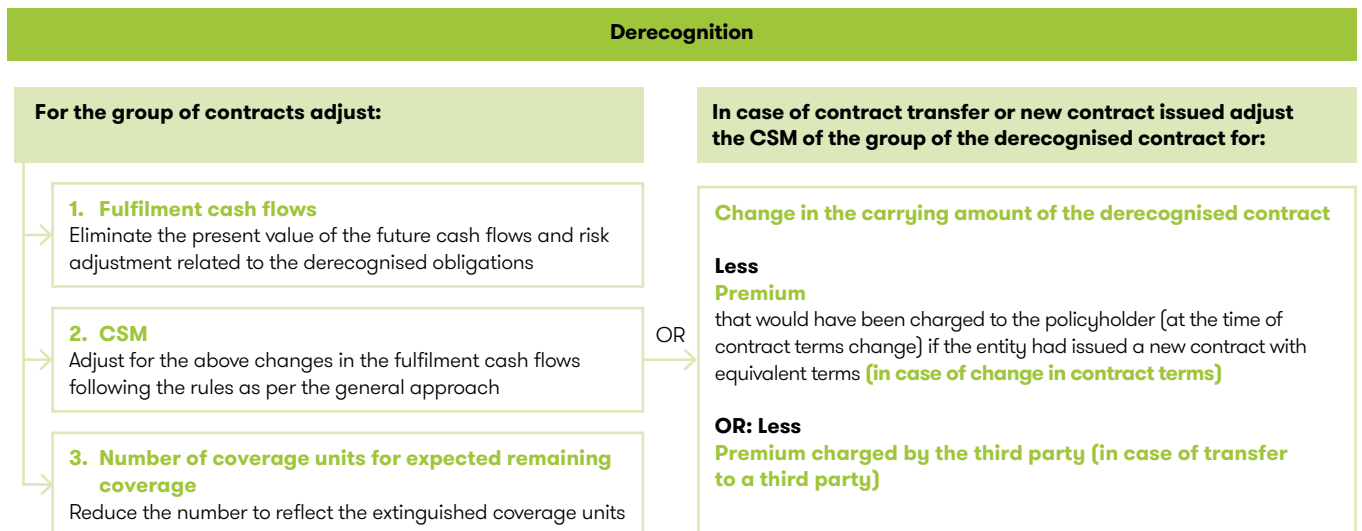 Derecognition
For the group of contracts adjust:
1. Fulfilment cash flows
Eliminate the present value of the future cash flows and risk
adjustment related to the derecognised obligations
2. CSM
Adjust for the above changes in the fulfilment cash flows
following the rules as per the general approach
3. Number of coverage units for expected remaining
coverage
Reduce the number to reflect the extinguished coverage units
OR
In case of contract transfer or new contract issued adjust
the CSM of the group of the derecognised contract for:
Change in the carrying amount of the derecognised contract
Less
Premium
that would have been charged to the policyholder (at the time of
contract terms change) if the entity had issued a new contract with
equivalent terms (in case of change in contract terms)
OR: Less
Premium charged by the third party (in case of transfer
to a third party)